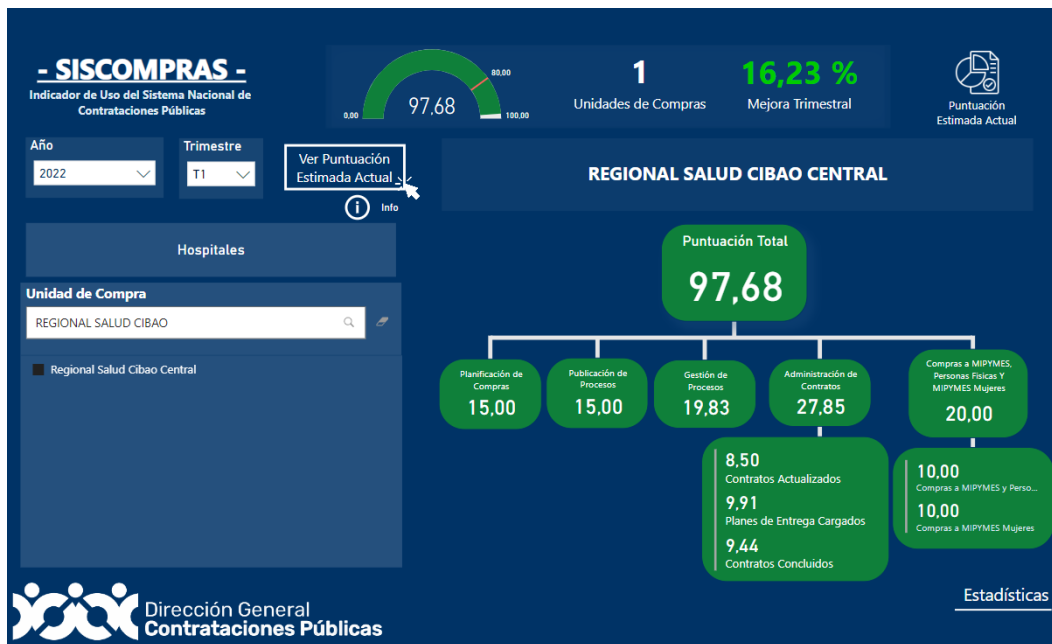 - SISCOMPRAS -
Indicador de Uso del Sistema Nacional de
Contrataciones Públicas
0,00
97,68
80,00
100,00
1
Unidades de Compras
16,23 %
Mejora Trimestral
Puntuación
Estimada Actual
Año
2022
Trimestre
T1
Ver Puntuación
Estimada Actual
Info
REGIONAL SALUD CIBAO CENTRAL
Hospitales
Unidad de Compra
REGIONAL SALUD CIBAO
Regional Salud Cibao Central
Puntuación Total
97,68
Planificación de
Compras
15,00
Publicación de
Procesos
15,00
Gestión de
Procesos
19,83
Administración de
Contratos
27,85
Compras a MIPYMES,
Personas Fisicas Y
MIPYMES Mujeres
20,00
8,50
Contratos Actualizados
9,91
Planes de Entrega Cargados
9,44
Contratos Concluidos
10,00
Compras a MIPYMES y Perso...
10,00
Compras a MIPYMES Mujeres
Dirección General
Contrataciones Públicas
Estadísticas